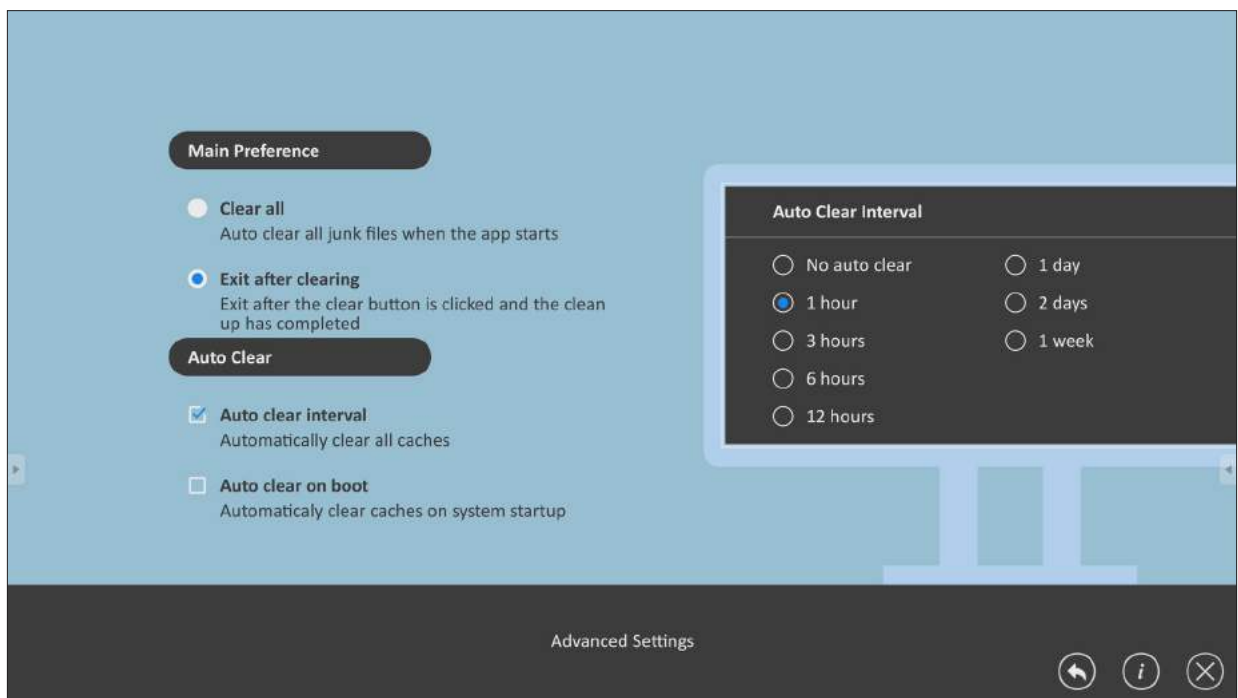 Main Preference
Clear all
Auto clear all junk files when the app starts
Exit after clearing
Exit after the clear button is clicked and the clean
up has completed
Auto Clear
Auto clear interval
Automatically clear all caches
Auto clear on boot
Automaticaly clear caches on system startup
Auto Clear Interval
No auto clear
1 hour
3 hours
6 hours
12 hours
1 day
2 days
1 week
Advanced Settings
i